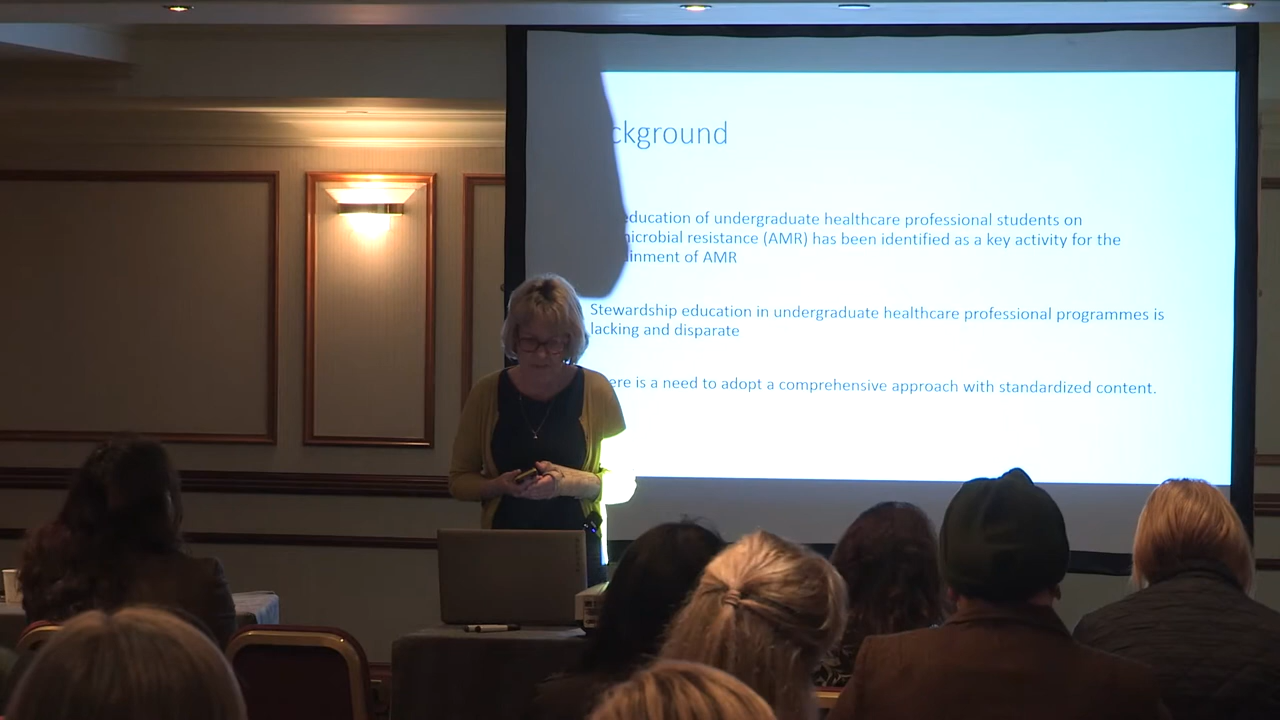 ckground
education of undergraduate healthcare professional students on
microbial resistance (AMR) has been identified as a key activity for the
inment of AMR
Stewardship education in undergraduate healthcare professional programmes is
lacking and disparate
ere is a need to adopt a comprehensive approach with standardized content.